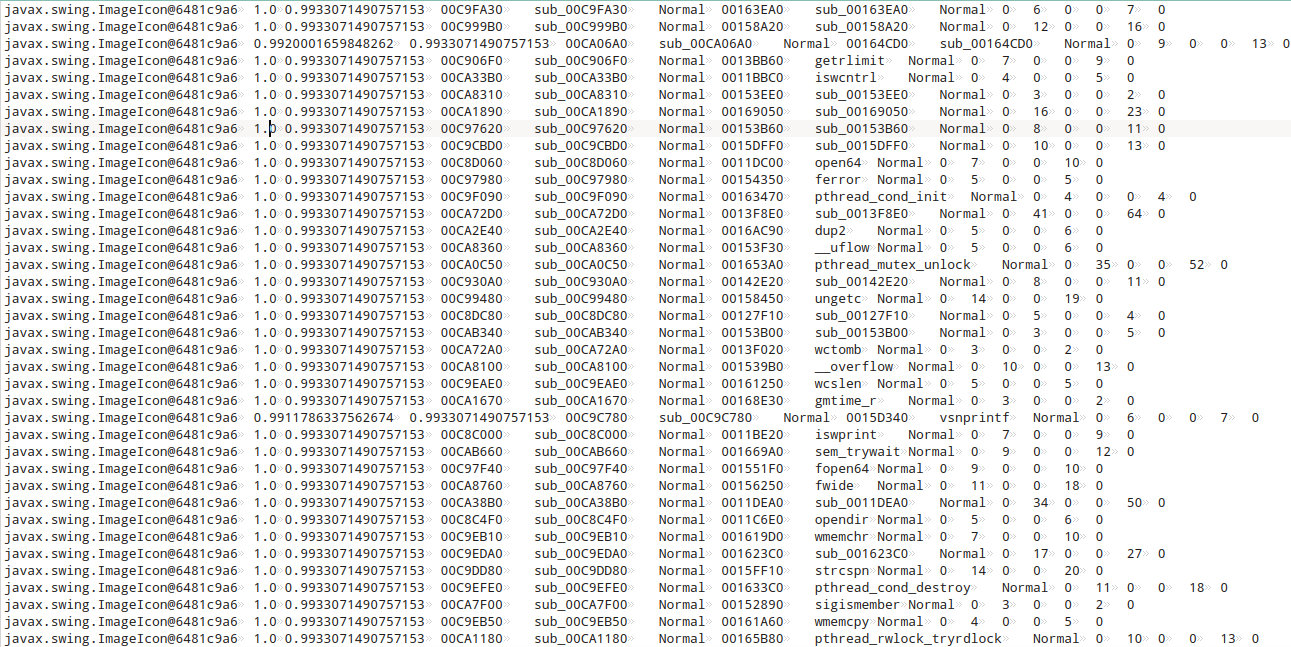 javax.swing.ImageIcon@6481c9a6 1.0 0.9933071490757153 00C9FA30 sub_00C9FA30 Normal 00163EA0 sub_00163EA0 Normal 0 6 0 0 7 0
javax.swing.ImageIcon@6481c9a6 1.0 0.9933071490757153 00C999B0 sub_00C999B0 Normal 00158A20 sub_00158A20 Normal 0 12 0 0 16 0
javax.swing.ImageIcon@6481c9a6 0.9920001659848262 0.9933071490757153 00CA06A0 sub_00CA06A0 Normal 00164CD0 sub_00164CD0 Normal 0 9 0 0 13 0
javax.swing.ImageIcon@6481c9a6 1.0 0.9933071490757153 00C906F0 sub_00C906F0 Normal 0013BB60 getrlimit Normal 0 7 0 0 9 0
javax.swing.ImageIcon@6481c9a6 1.0 0.9933071490757153 00CA33B0 sub_00CA33B0 Normal 0011BBC0 iswcntrl Normal 0 4 0 0 5 0
javax.swing.ImageIcon@6481c9a6 1.0 0.9933071490757153 00CA8310 sub_00CA8310 Normal 00153EE0 sub_00153EE0 Normal 0 3 0 0 2 0
javax.swing.ImageIcon@6481c9a6 1.0 0.9933071490757153 00CA1890 sub_00CA1890 Normal 00169050 sub_00169050 Normal 0 16 0 0 23 0
javax.swing.ImageIcon@6481c9a6 1.0 0.9933071490757153 00C97620 sub_00C97620 Normal 00153B60 sub_00153B60 Normal 0 8 0 0 11 0
javax.swing.ImageIcon@6481c9a6 1.0 0.9933071490757153 00C9CBD0 sub_00C9CBD0 Normal 0015DFF0 sub_0015DFF0 Normal 0 10 0 0 13 0
javax.swing.ImageIcon@6481c9a6 1.0 0.9933071490757153 00C8D060 sub_00C8D060 Normal 0011DC00 open64 Normal 0 7 0 0 10 0
javax.swing.ImageIcon@6481c9a6 1.0 0.9933071490757153 00C97980 sub_00C97980 Normal 00154350 ferror Normal 0 5 0 0 5 0
javax.swing.ImageIcon@6481c9a6 1.0 0.9933071490757153 00C9F090 sub_00C9F090 Normal 00163470 pthread_cond_init Normal 0 4 0 0 4 0
javax.swing.ImageIcon@6481c9a6 1.0 0.9933071490757153 00CA72D0 sub_00CA72D0 Normal 0013F8E0 sub_0013F8E0 Normal 0 41 0 0 64 0
javax.swing.ImageIcon@6481c9a6 1.0 0.9933071490757153 00CA2E40 sub_00CA2E40 Normal 0016AC90 dup2 Normal 0 5 0 0 6 0
javax.swing.ImageIcon@6481c9a6 1.0 0.9933071490757153 00CA8360 sub_00CA8360 Normal 00153F30 __uflow Normal 0 5 0 0 6 0
javax.swing.ImageIcon@6481c9a6 1.0 0.9933071490757153 00CA0C50 sub_00CA0C50 Normal 001653A0 pthread_mutex_unlock Normal 0 35 0 0 52 0
javax.swing.ImageIcon@6481c9a6 1.0 0.9933071490757153 00C930A0 sub_00C930A0 Normal 00142E20 sub_00142E20 Normal 0 8 0 0 11 0
javax.swing.ImageIcon@6481c9a6 1.0 0.9933071490757153 00C99480 sub_00C99480 Normal 00158450 ungetc Normal 0 14 0 0 19 0
javax.swing.ImageIcon@6481c9a6 1.0 0.9933071490757153 00C8DC80 sub_00C8DC80 Normal 00127F10 sub_00127F10 Normal 0 5 0 0 4 0
javax.swing.ImageIcon@6481c9a6 1.0 0.9933071490757153 00CAB340 sub_00CAB340 Normal 00153B00 sub_00153B00 Normal 0 3 0 0 5 0
javax.swing.ImageIcon@6481c9a6 1.0 0.9933071490757153 00CA72A0 sub_00CA72A0 Normal 0013F020 wctomb Normal 0 3 0 0 2 0
javax.swing.ImageIcon@6481c9a6 1.0 0.9933071490757153 00CA8100 sub_00CA8100 Normal 001539B0 __overflow Normal 0 10 0 0 13 0
javax.swing.ImageIcon@6481c9a6 1.0 0.9933071490757153 00C9EAE0 sub_00C9EAE0 Normal 00161250 wcslen Normal 0 5 0 0 5 0
javax.swing.ImageIcon@6481c9a6 1.0 0.9933071490757153 00CA1670 sub_00CA1670 Normal 00168E30 gmtime_r Normal 0 3 0 0 2 0
javax.swing.ImageIcon@6481c9a6 0.9911786337562674 0.9933071490757153 00C9C780 sub_00C9C780 Normal 0015D340 vsnprintf Normal 0 6 0 0 7 0
javax.swing.ImageIcon@6481c9a6 1.0 0.9933071490757153 00C8C000 sub_00C8C000 Normal 0011BE20 iswprint Normal 0 7 0 0 9 0
javax.swing.ImageIcon@6481c9a6 1.0 0.9933071490757153 00CAB660 sub_00CAB660 Normal 001669A0 sem_trywait Normal 0 9 0 0 12 0
javax.swing.ImageIcon@6481c9a6 1.0 0.9933071490757153 00C97F40 sub_00C97F40 Normal 001551F0 fopen64 Normal 0 9 0 0 10 0
javax.swing.ImageIcon@6481c9a6 1.0 0.9933071490757153 00CA8760 sub_00CA8760 Normal 00156250 fwide Normal 0 11 0 0 18 0
javax.swing.ImageIcon@6481c9a6 1.0 0.9933071490757153 00CA38B0 sub_00CA38B0 Normal 0011DEA0 sub_0011DEA0 Normal 0 34 0 0 50 0
javax.swing.ImageIcon@6481c9a6 1.0 0.9933071490757153 00C8C4F0 sub_00C8C4F0 Normal 0011C6E0 opendir Normal 0 5 0 0 6 0
javax.swing.ImageIcon@6481c9a6 1.0 0.9933071490757153 00C9EB10 sub_00C9EB10 Normal 001619D0 wmemchr Normal 0 7 0 0 10 0
javax.swing.ImageIcon@6481c9a6 1.0 0.9933071490757153 00C9EDA0 sub_00C9EDA0 Normal 001623C0 sub_001623C0 Normal 0 17 0 0 27 0
javax.swing.ImageIcon@6481c9a6 1.0 0.9933071490757153 00C9DD80 sub_00C9DD80 Normal 0015FF10 strcspn Normal 0 14 0 0 20 0
javax.swing.ImageIcon@6481c9a6 1.0 0.9933071490757153 00C9EFE0 sub_00C9EFE0 Normal 001633C0 pthread_cond_destroy Normal 0 11 0 0 18 0
javax.swing.ImageIcon@6481c9a6 1.0 0.9933071490757153 00CA7F00 sub_00CA7F00 Normal 00152890 sigismember Normal 0 3 0 0 2 0
javax.swing.ImageIcon@6481c9a6 1.0 0.9933071490757153 00C9EB50 sub_00C9EB50 Normal 00161A60 wmemcpy Normal 0 4 0 0 5 0
javax.swing.ImageIcon@6481c9a6 1.0 0.9933071490757153 00CA1180 sub_00CA1180 Normal 00165B80 pthread_rwlock_tryrdlock Normal 0 10 0 0 13 0